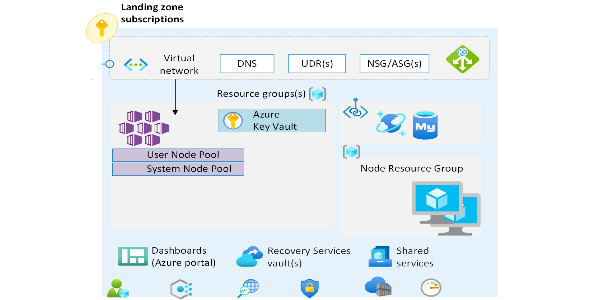 Landing zone
subscriptions
Virtual
network
DNS
UDR(s)
NSG/ASG(s)
Resource groups(s)
Azure
Key Vault
My
User Node Pool
System Node Pool
Node Resource Group
Dashboards
(Azure portal)
Recovery Services
vault(s)
Shared
services